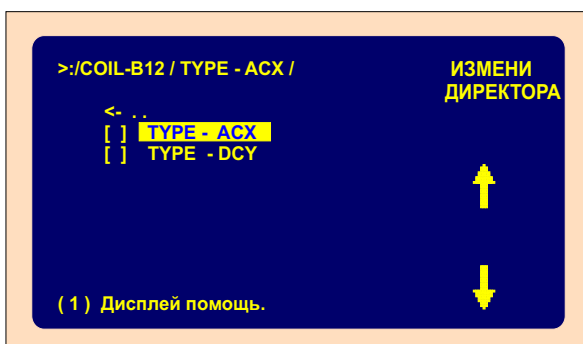 >:/COIL-B12 / TYPE - ACX /
ИЗМЕНИ
ДИРЕКТОРА
<- . .
[ ] TYPE - ACX
[ ] TYPE - DCY
( 1 ) Дисплей помощь.